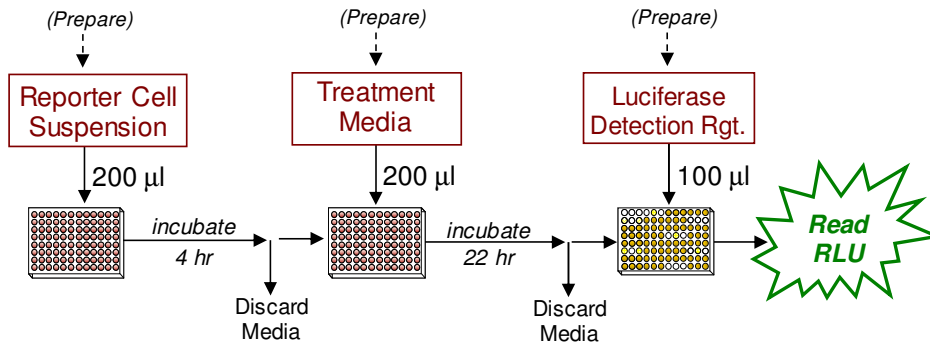 (Prepare)
(Prepare)
(Prepare)
Reporter Cell
Suspension
Treatment
Media
Luciferase
Detection Rgt.
200 µl
200 µl
100 µl
incubate
4 hr
incubate
22 hr
Read
RLU
Discard
Media
Discard
Media